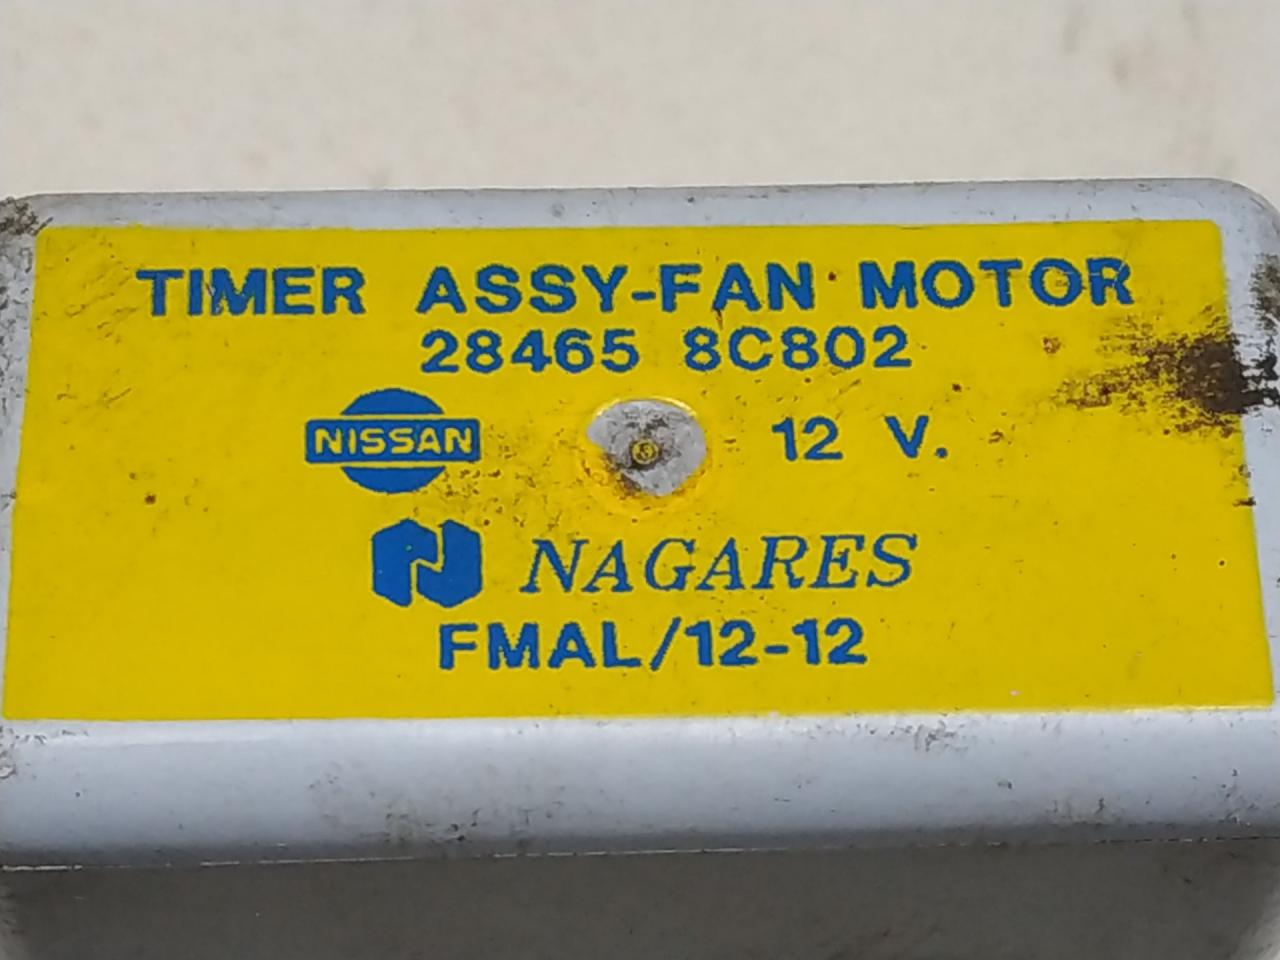 TIMER ASSY-FAN MOTOR
28465 8C802
NISSAN 12 V.
NAGARES
FMAL/12-12